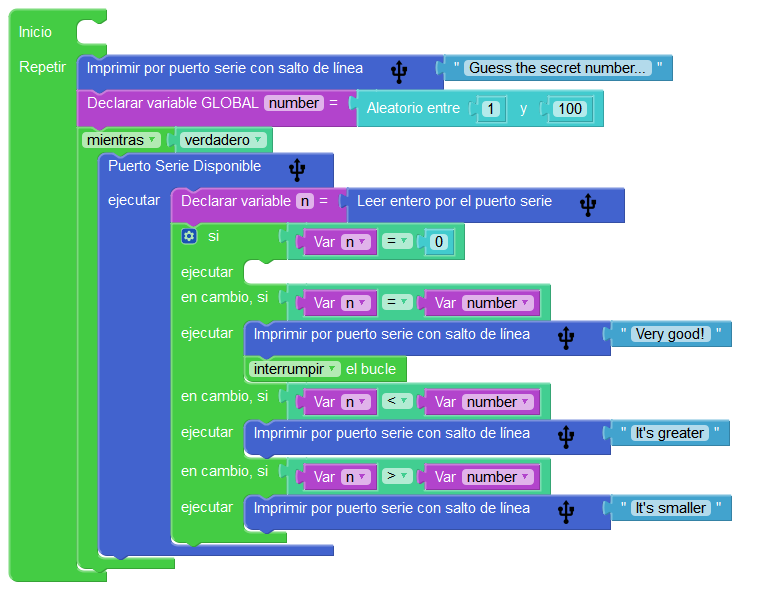 Inicio
Repetir
Imprimir por puerto serie con salto de línea " Guess the secret number... "
Declarar variable GLOBAL number = Aleatorio entre 1 y 100
mientras verdadero
Puerto Serie Disponible
ejecutar Declarar variable n = Leer entero por el puerto serie
si Var n = 0
ejecutar
en cambio, si Var n = Var number
ejecutar Imprimir por puerto serie con salto de línea " Very good! "
interrumpir el bucle
en cambio, si Var n < Var number
ejecutar Imprimir por puerto serie con salto de línea " It's greater "
en cambio, si Var n > Var number
ejecutar Imprimir por puerto serie con salto de línea " It's smaller "